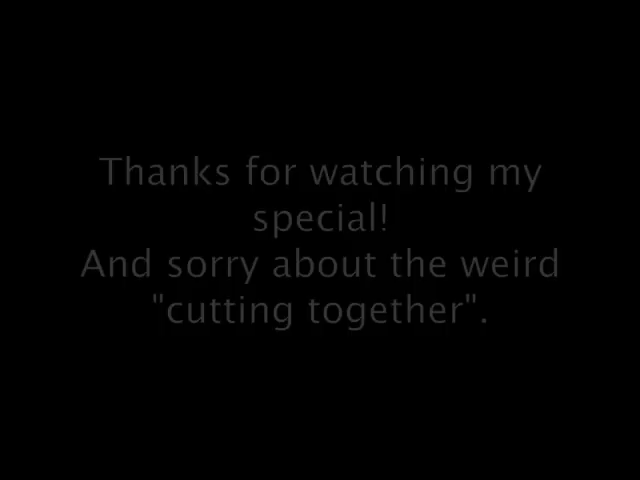 Thanks for watching my
special!
And sorry about the weird
"cutting together".